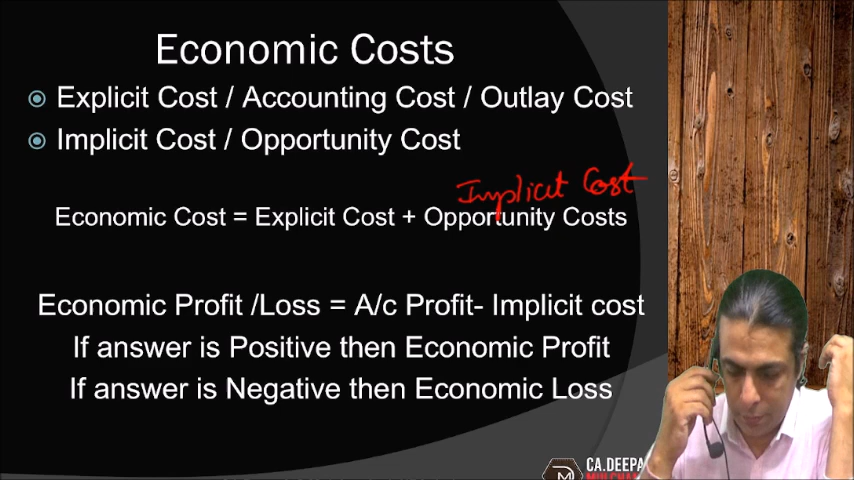 Economic Costs
Explicit Cost / Accounting Cost / Outlay Cost
Implicit Cost / Opportunity Cost
Implicit Cost
Economic Cost = Explicit Cost + Opportunity Costs
Economic Profit /Loss = A/c Profit- Implicit cost
If answer is Positive then Economic Profit
If answer is Negative then Economic Loss
CA.DEEPA